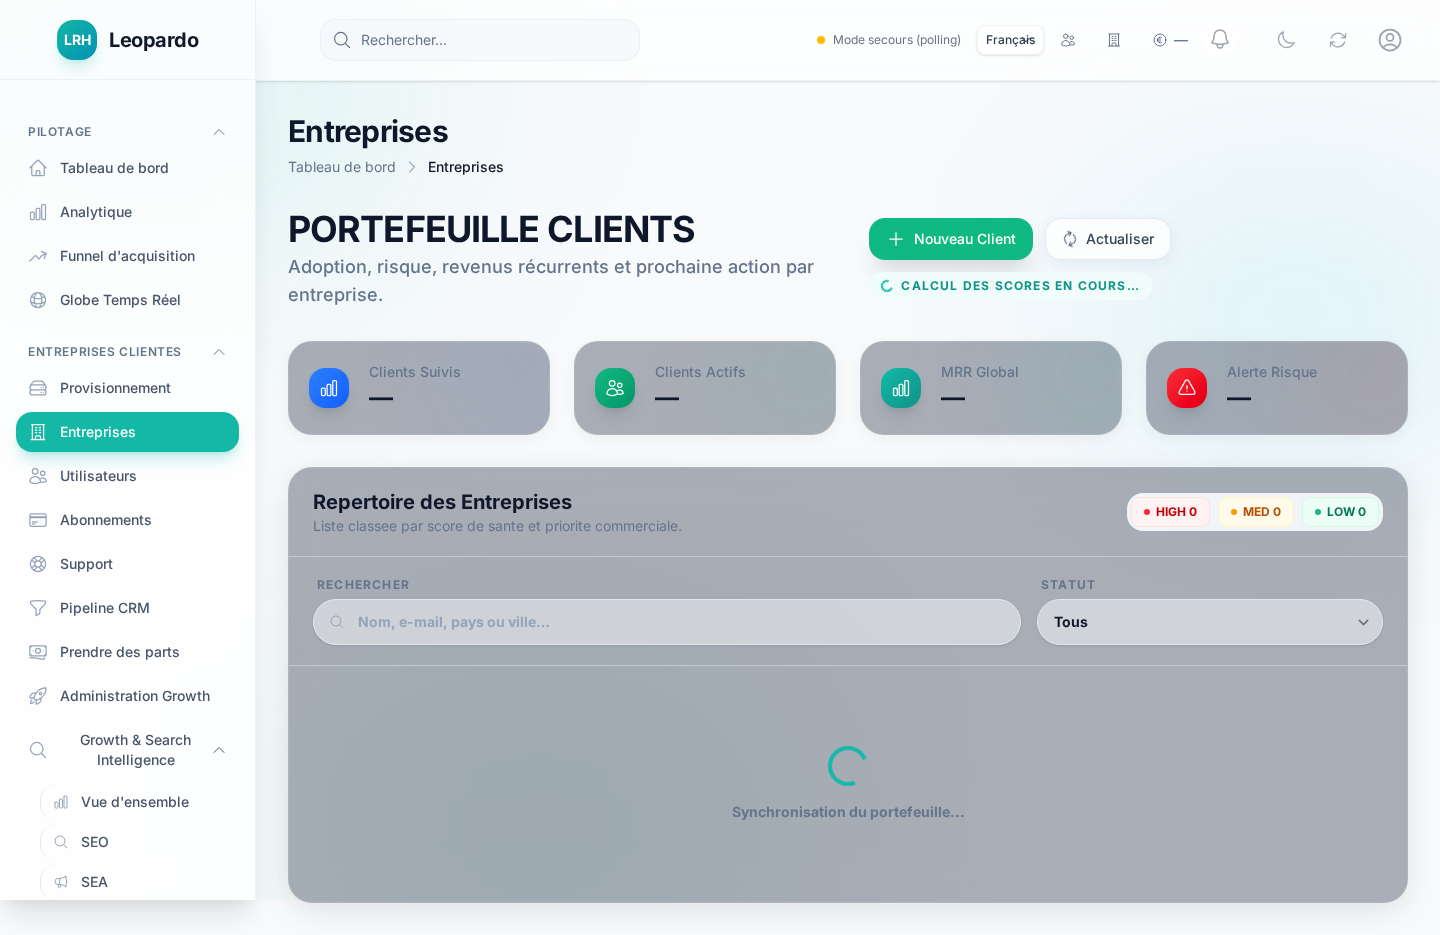 LRH
Leopardo
Rechercher...
Mode secours (polling)
Français
€ —
PILOTAGE
Tableau de bord
Analytique
Funnel d'acquisition
Globe Temps Réel
ENTREPRISES CLIENTES
Provisionnement
Entreprises
Utilisateurs
Abonnements
Support
Pipeline CRM
Prendre des parts
Administration Growth
Growth & Search
Intelligence
Vue d'ensemble
SEO
SEA
Entreprises
Tableau de bord
Entreprises
PORTEFEUILLE CLIENTS
Adoption, risque, revenus récurrents et prochaine action par
entreprise.
Nouveau Client
Actualiser
CALCUL DES SCORES EN COURS...
Clients Suivis
—
Clients Actifs
—
MRR Global
—
Alerte Risque
—
Repertoire des Entreprises
Liste classee par score de sante et priorite commerciale.
HIGH 0
MED 0
LOW 0
RECHERCHER
Nom, e-mail, pays ou ville...
STATUT
Tous
Synchronisation du portefeuille...